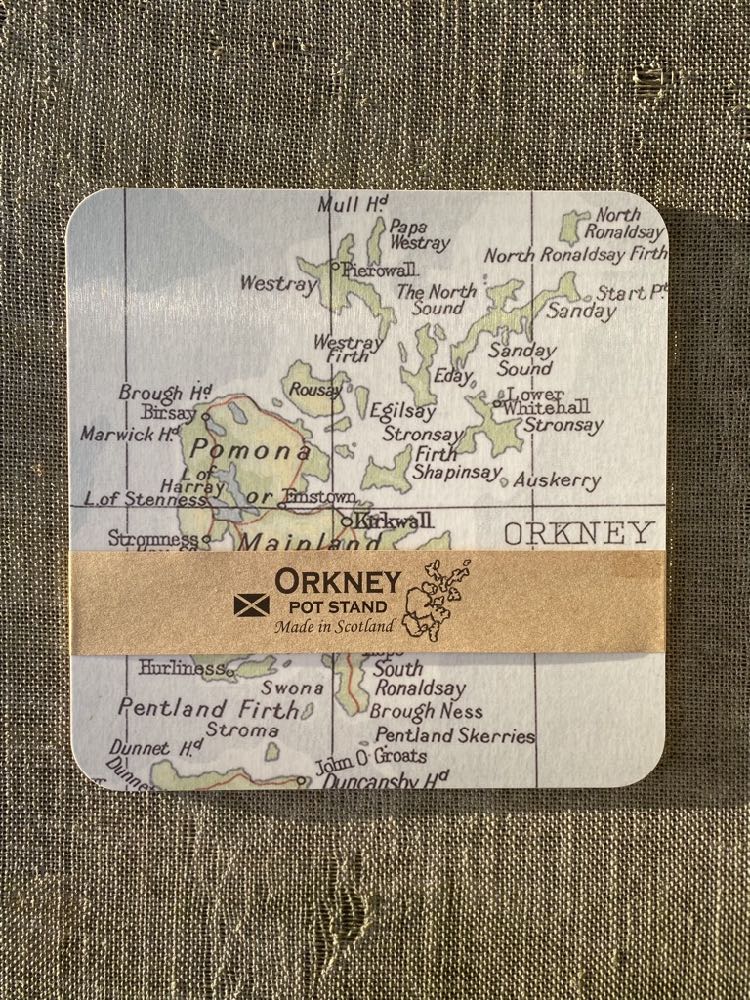 Mull Hᵈ
Papa
Westray
North
Ronaldsay
North Ronaldsay Firth
Pierowall
Westray
The North
Sound
Start Pᵗ
Sanday
Westray
Firth
Sanday
Sound
Eday
Rousay
Brough Hᵈ
Birsay
Egilsay
Lower
Whitehall
Stronsay
Marwick Hᵈ
Stronsay
Firth
Pomona
Shapinsay
Auskerry
L. of
Harray
L. of Stenness
or
Finstown
Kirkwall
ORKNEY
Stromness
Mainland
ORKNEY
POT STAND
Made in Scotland
Hurliness
South
Ronaldsay
Swona
Pentland Firth
Brough Ness
Stroma
Pentland Skerries
Dunnet Hᵈ
John O'Groats
Dunnet
Duncansby Hᵈ